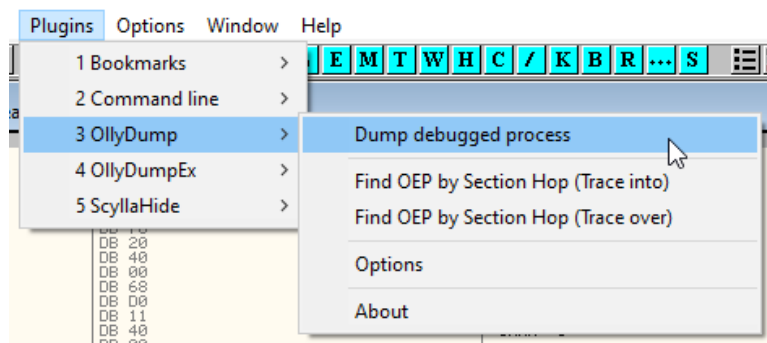 Plugins Options Window Help
E M T W H C / K B R ... S
1 Bookmarks >
2 Command line >
3 OllyDump >
4 OllyDumpEx >
5 ScyllaHide >
Dump debugged process
Find OEP by Section Hop (Trace into)
Find OEP by Section Hop (Trace over)
Options
About
DB 20
DB 40
DB 00
DB 68
DB D0
DB 11
DB 40